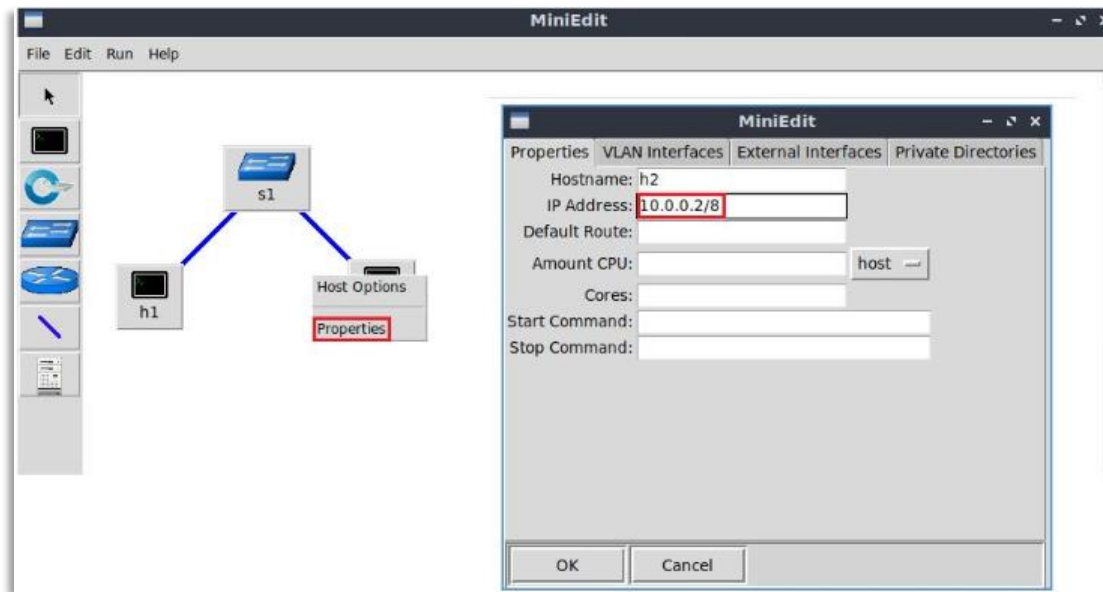 MiniEdit
File Edit Run Help
s1
h1
Host Options
Properties
MiniEdit
Properties VLAN Interfaces External Interfaces Private Directories
Hostname: h2
IP Address: 10.0.0.2/8
Default Route:
Amount CPU: host
Cores:
Start Command:
Stop Command:
OK Cancel